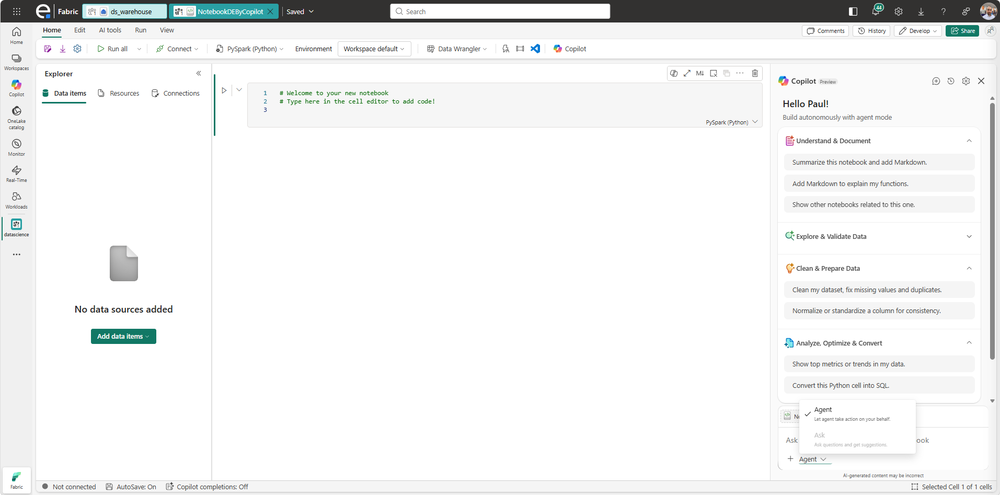 Fabric
ds_warehouse
NotebookDEByCopilot
Saved
Search
44
Home
Edit
AI tools
Run
View
Comments
History
Develop
Share
Run all
Connect
PySpark (Python)
Environment
Workspace default
Data Wrangler
Copilot
Home
Workspaces
Copilot
OneLake
catalog
Monitor
Real-Time
Workloads
datascience
Fabric
Explorer
Data items
Resources
Connections
No data sources added
Add data items
M↓
1 # Welcome to your new notebook
2 # Type here in the cell editor to add code!
3
PySpark (Python)
Copilot Preview
Hello Paul!
Build autonomously with agent mode
Understand & Document
Summarize this notebook and add Markdown.
Add Markdown to explain my functions.
Show other notebooks related to this one.
Explore & Validate Data
Clean & Prepare Data
Clean my dataset, fix missing values and duplicates.
Normalize or standardize a column for consistency.
Analyze, Optimize & Convert
Show top metrics or trends in my data.
Convert this Python cell into SQL.
Agent
Let agent take action on your behalf.
Ask
Ask questions and get suggestions.
Ask
Agent
AI-generated content may be incorrect
Not connected
AutoSave: On
Copilot completions: Off
Selected Cell 1 of 1 cells